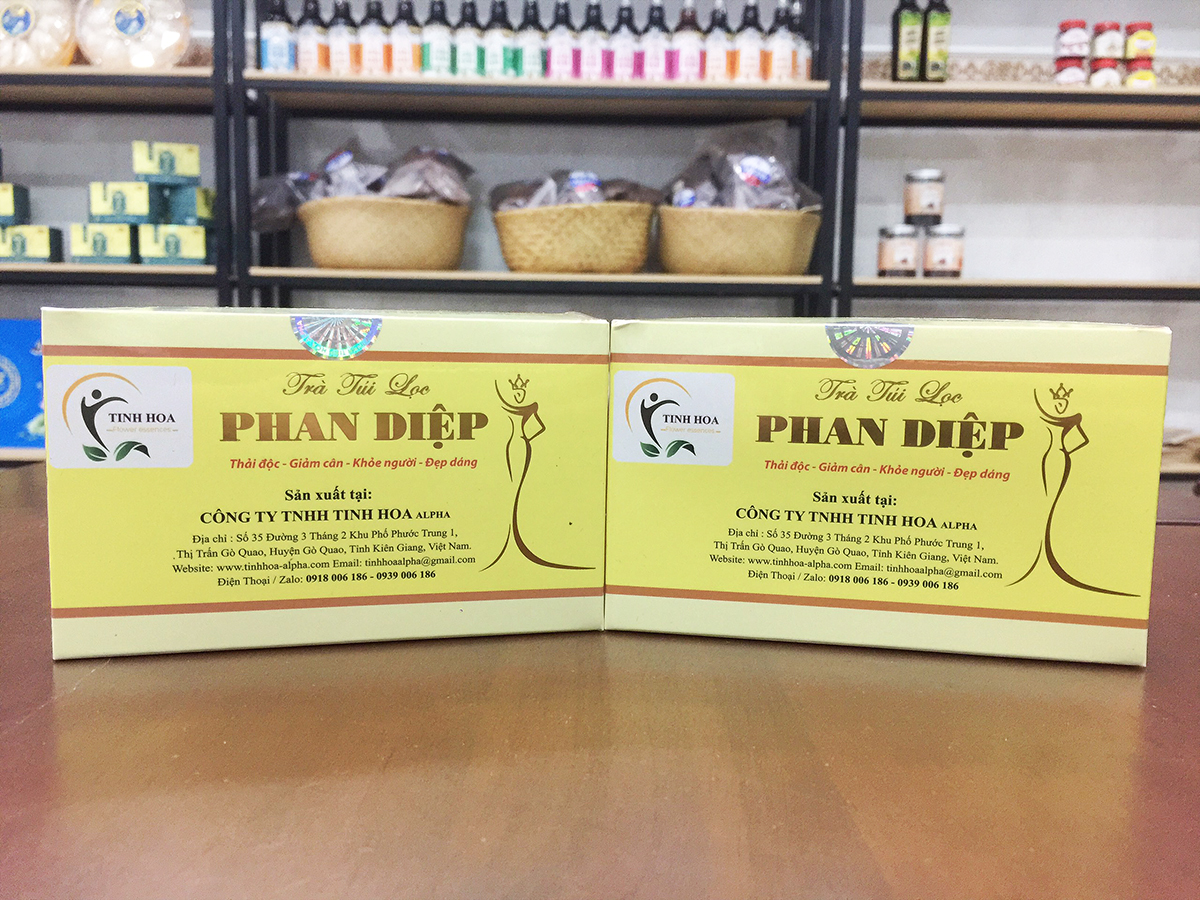 TINH HOA
Trà Túi Lọc
PHAN DIỆP
Thải độc - Giảm cân - Khỏe người - Đẹp dáng
Sản xuất tại:
CÔNG TY TNHH TINH HOA ALPHA
Địa chỉ : Số 35 Đường 3 Tháng 2 Khu Phố Phước Trung 1,
Thị Trấn Gò Quao, Huyện Gò Quao, Tỉnh Kiên Giang, Việt Nam.
Website: www.tinhhoa-alpha.com Email: tinhhoaalpha@gmail.com
Điện Thoại / Zalo: 0918 006 186 - 0939 006 186
TINH HOA
Trà Túi Lọc
PHAN DIỆP
Thải độc - Giảm cân - Khỏe người - Đẹp dáng
Sản xuất tại:
CÔNG TY TNHH TINH HOA ALPHA
Địa chỉ : Số 35 Đường 3 Tháng 2 Khu Phố Phước Trung 1,
Thị Trấn Gò Quao, Huyện Gò Quao, Tỉnh Kiên Giang, Việt Nam.
Website: www.tinhhoa-alpha.com Email: tinhhoaalpha@gmail.com
Điện Thoại / Zalo: 0918 006 186 - 0939 006 186